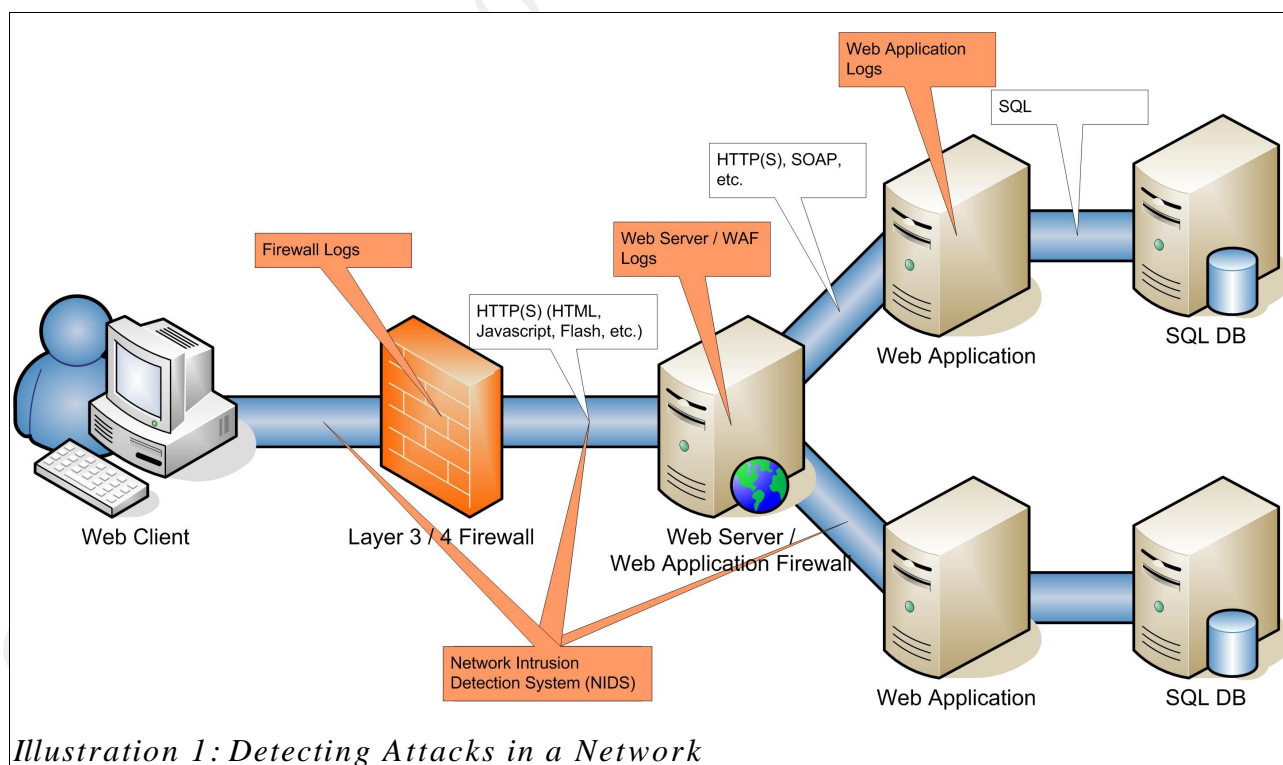 Web Application
Logs
SQL
HTTP(S), SOAP,
etc.
Firewall Logs
Web Server / WAF
Logs
HTTP(S) (HTML,
Javascript, Flash, etc.)
Web Application
SQL DB
Web Client
Layer 3 / 4 Firewall
Web Server /
Web Application Firewall
Network Intrusion
Detection System (NIDS)
Web Application
SQL DB
Illustration 1: Detecting Attacks in a Network